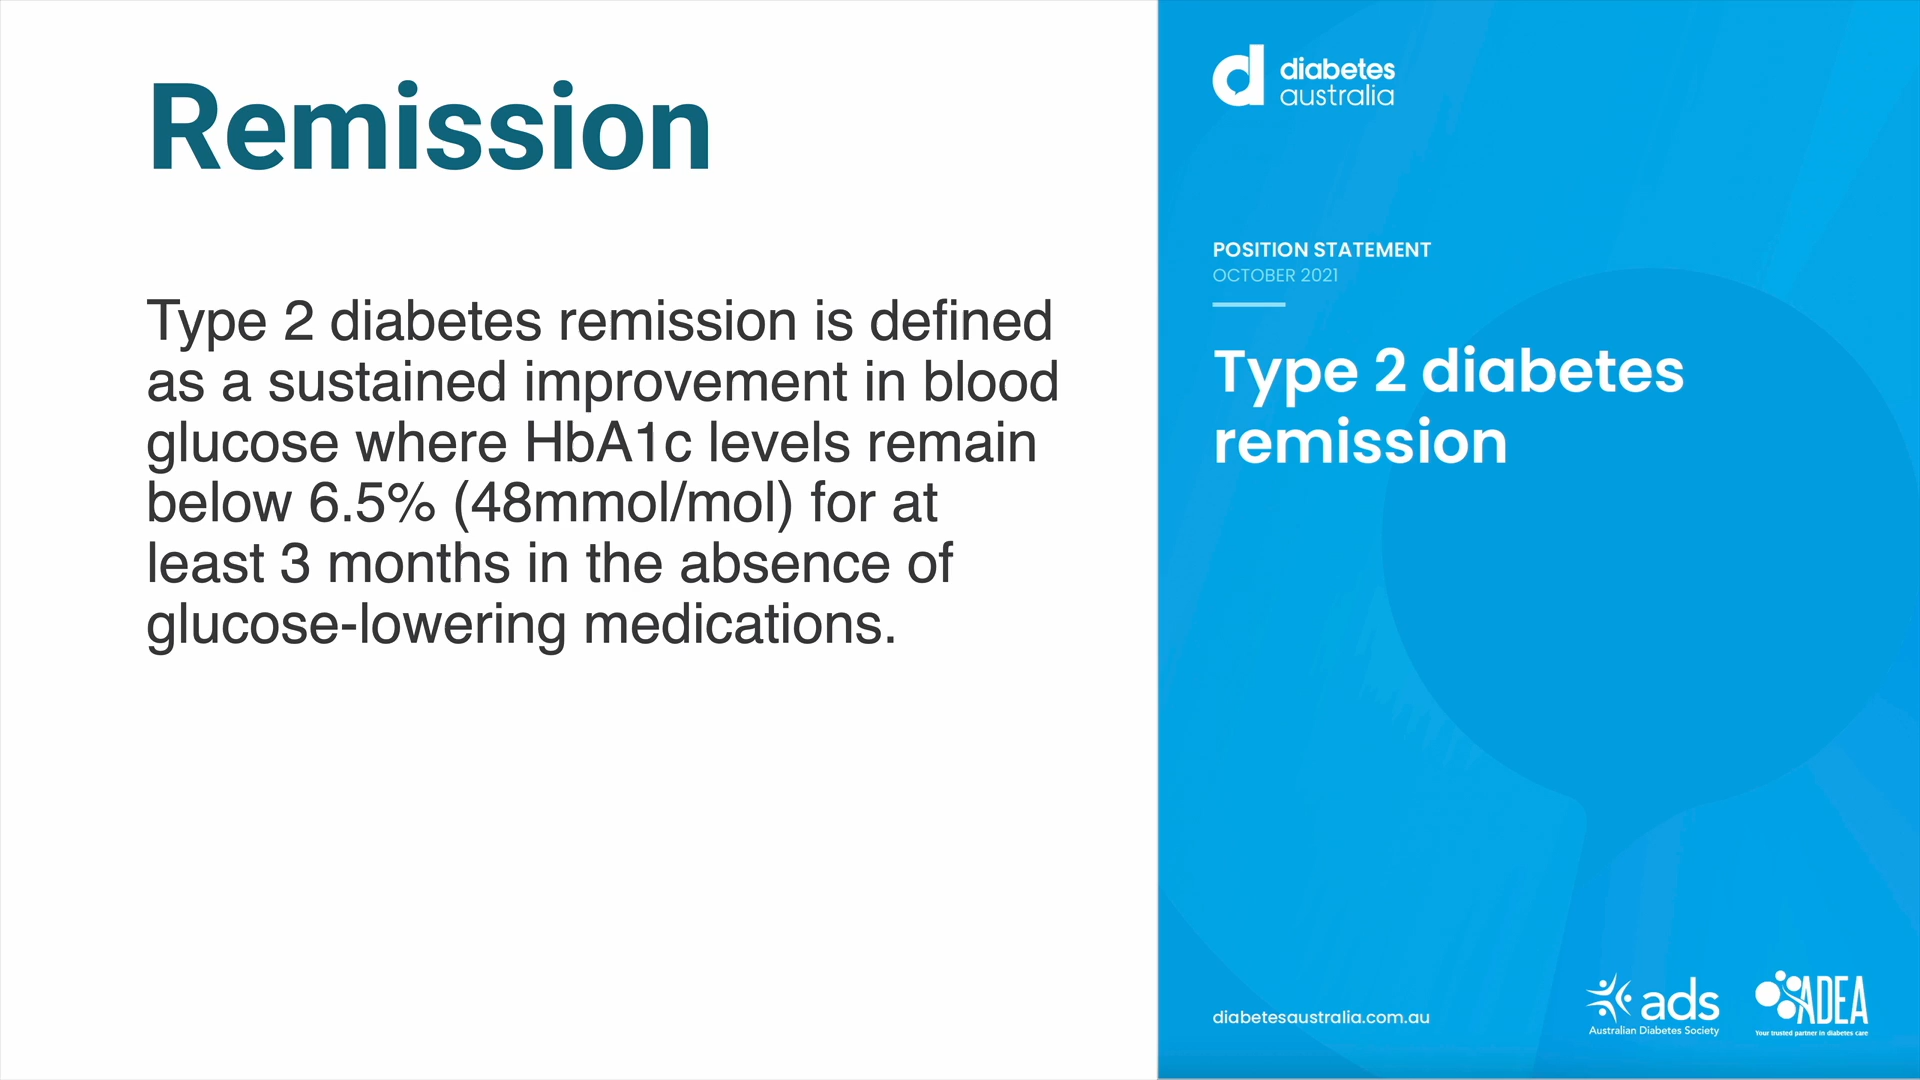 Remission
Type 2 diabetes remission is defined
as a sustained improvement in blood
glucose where HbA1c levels remain
below 6.5% (48mmol/mol) for at
least 3 months in the absence of
glucose-lowering medications.
diabetes
australia
POSITION STATEMENT
OCTOBER 2021
Type 2 diabetes
remission
diabetesaustralia.com.au
ads
Australian Diabetes Society
ADEA
Your trusted partner in diabetes care